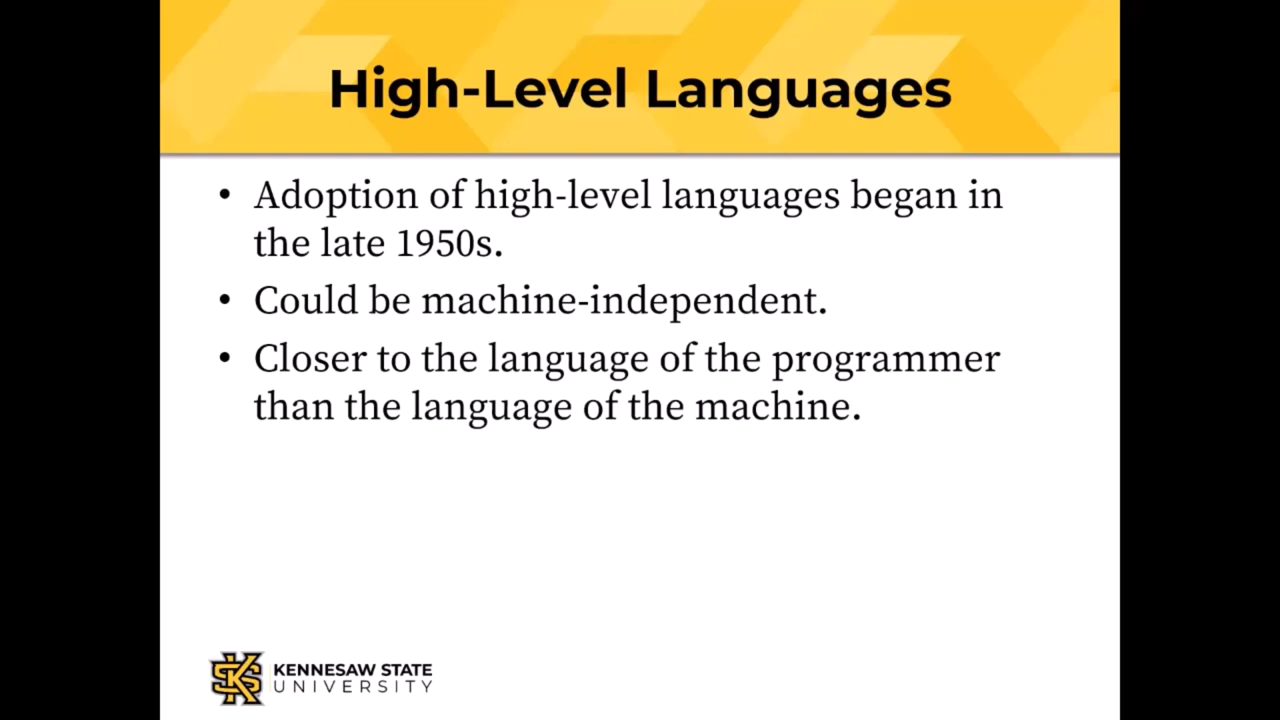 High-Level Languages
• Adoption of high-level languages began in
the late 1950s.
• Could be machine-independent.
• Closer to the language of the programmer
than the language of the machine.
KENNESAW STATE
UNIVERSITY